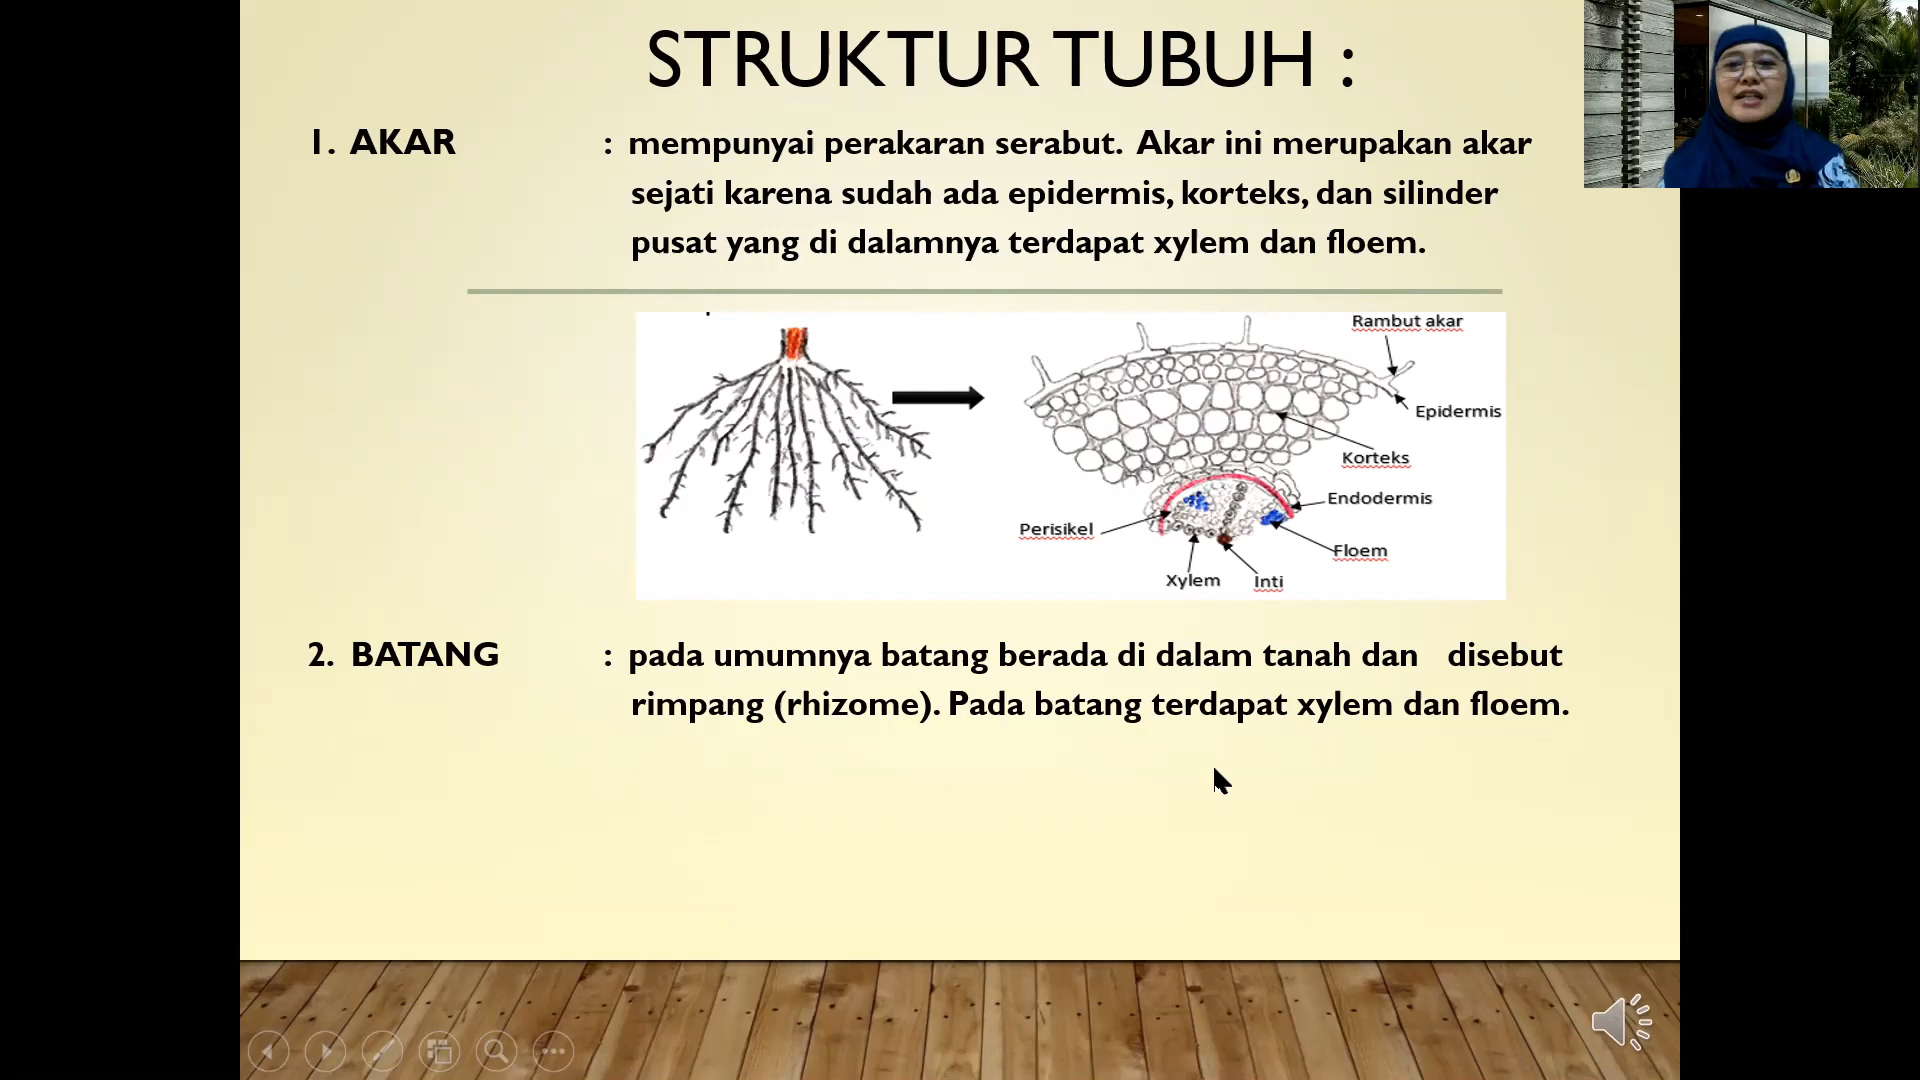 STRUKTUR TUBUH :
1. AKAR : mempunyai perakaran serabut. Akar ini merupakan akar
sejati karena sudah ada epidermis, korteks, dan silinder
pusat yang di dalamnya terdapat xylem dan floem.
Rambut akar
Epidermis
Korteks
Endodermis
Perisikel
Floem
Xylem
Inti
2. BATANG : pada umumnya batang berada di dalam tanah dan disebut
rimpang (rhizome). Pada batang terdapat xylem dan floem.